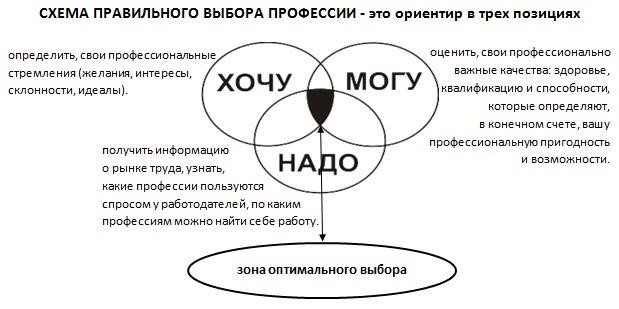 СХЕМА ПРАВИЛЬНОГО ВЫБОРА ПРОФЕССИИ - это ориентир в трех позициях
определить, свои профессиональные
стремления (желания, интересы,
склонности, идеалы).
ХОЧУ
МОГУ
оценить, свои профессионально
важные качества: здоровье,
квалификацию и способности,
которые определяют,
в конечном счете, вашу
профессиональную пригодность
и возможности.
НАДО
получить информацию
о рынке труда, узнать,
какие профессии пользуются
спросом у работодателей, по каким
профессиям можно найти себе работу.
зона оптимального выбора